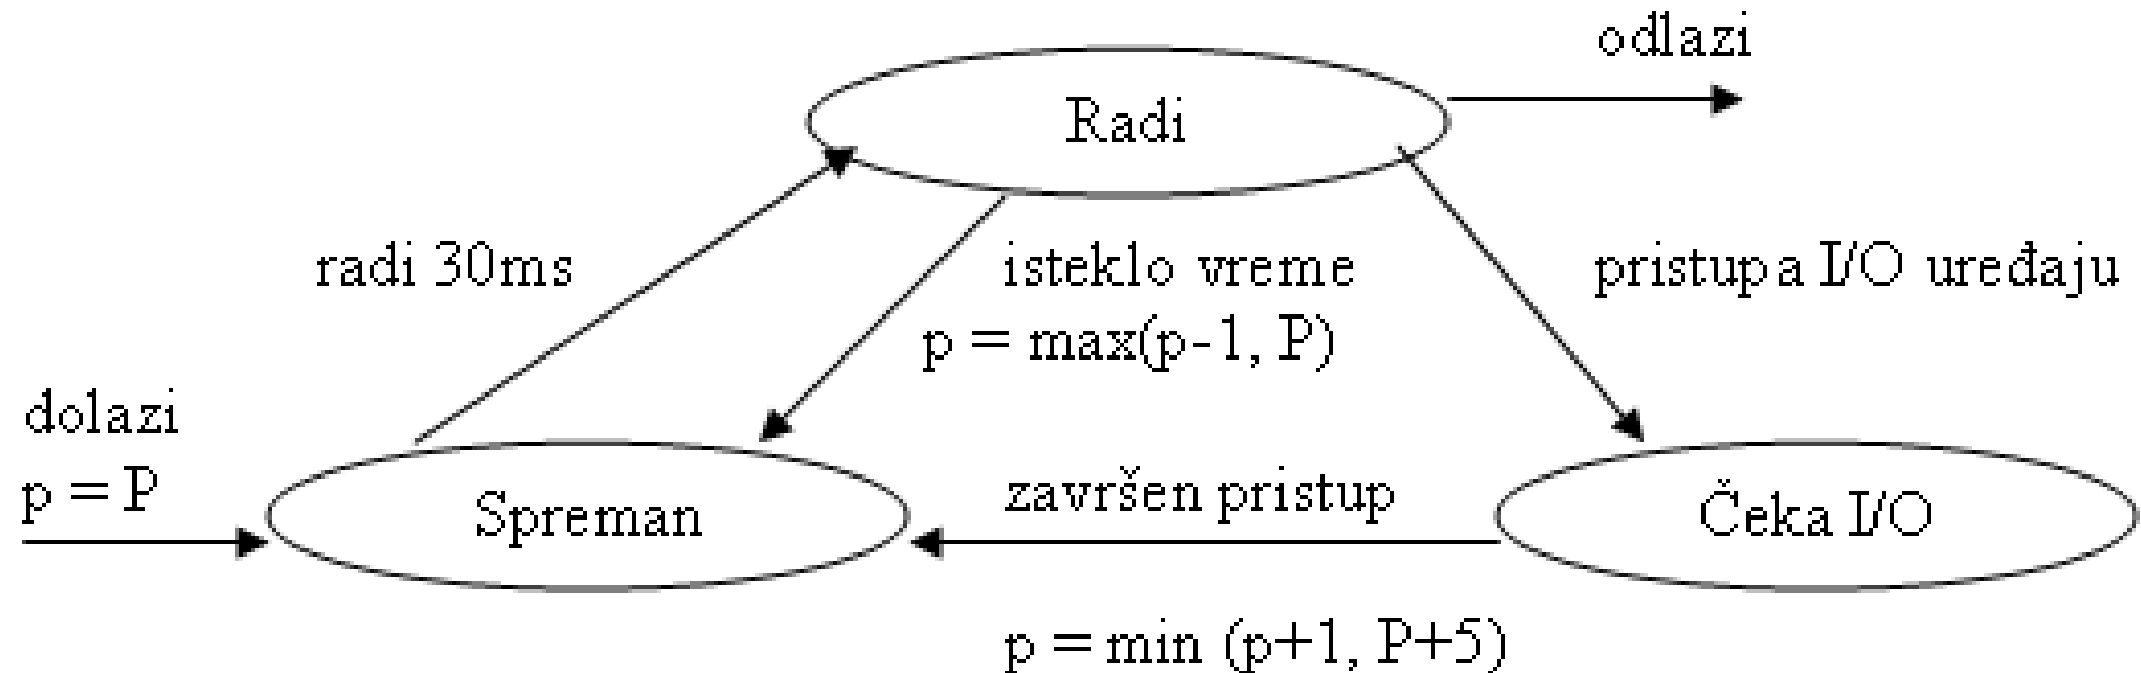 odlazi
Radi
radi 30ms
isteklo vreme
p = max(p-1, P)
pristupa I/O uređaju
dolazi
p = P
Spreman
završen pristup
Čeka I/O
p = min (p+1, P+5)